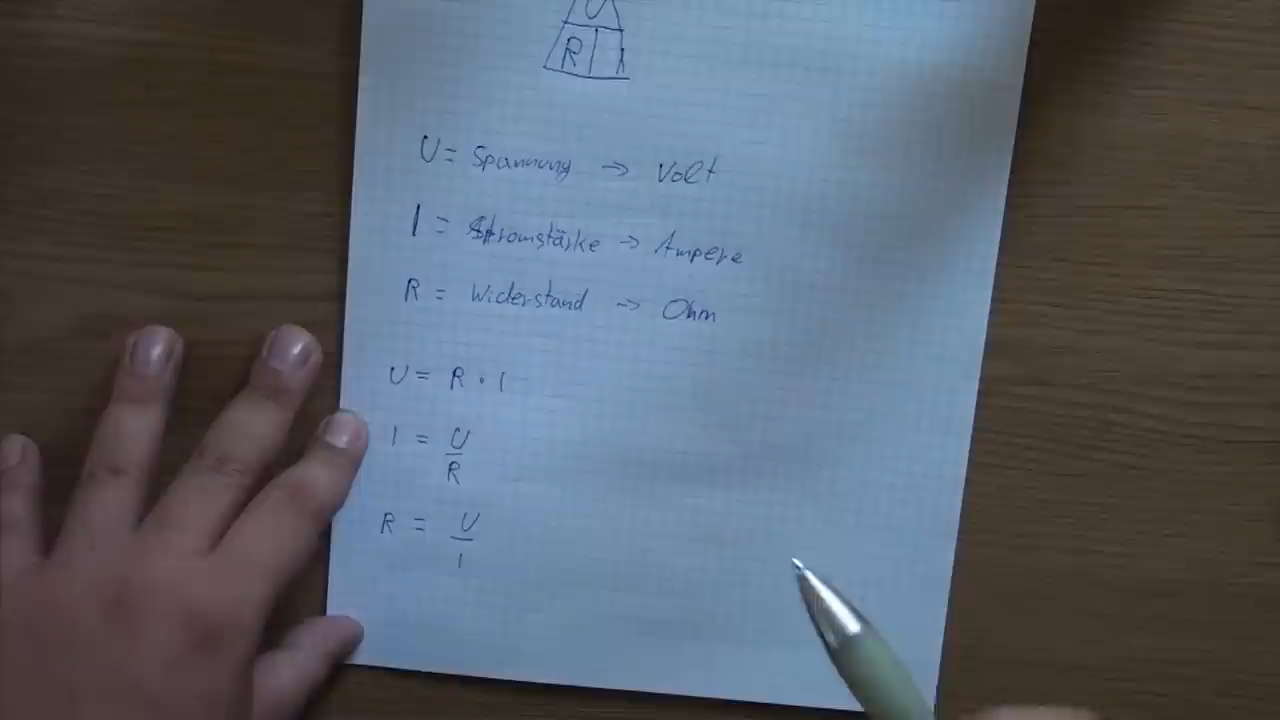 U
R I
U = Spannung → Volt
I = Stromstärke → Ampere
R = Widerstand → Ohm
U = R · I
I = U
R
R = U
I